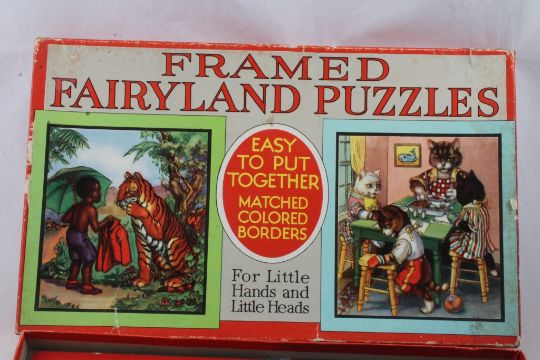 FRAMED
FAIRYLAND PUZZLES
EASY
TO PUT
TOGETHER
MATCHED
COLORED
BORDERS
For Little
Hands and
Little Heads